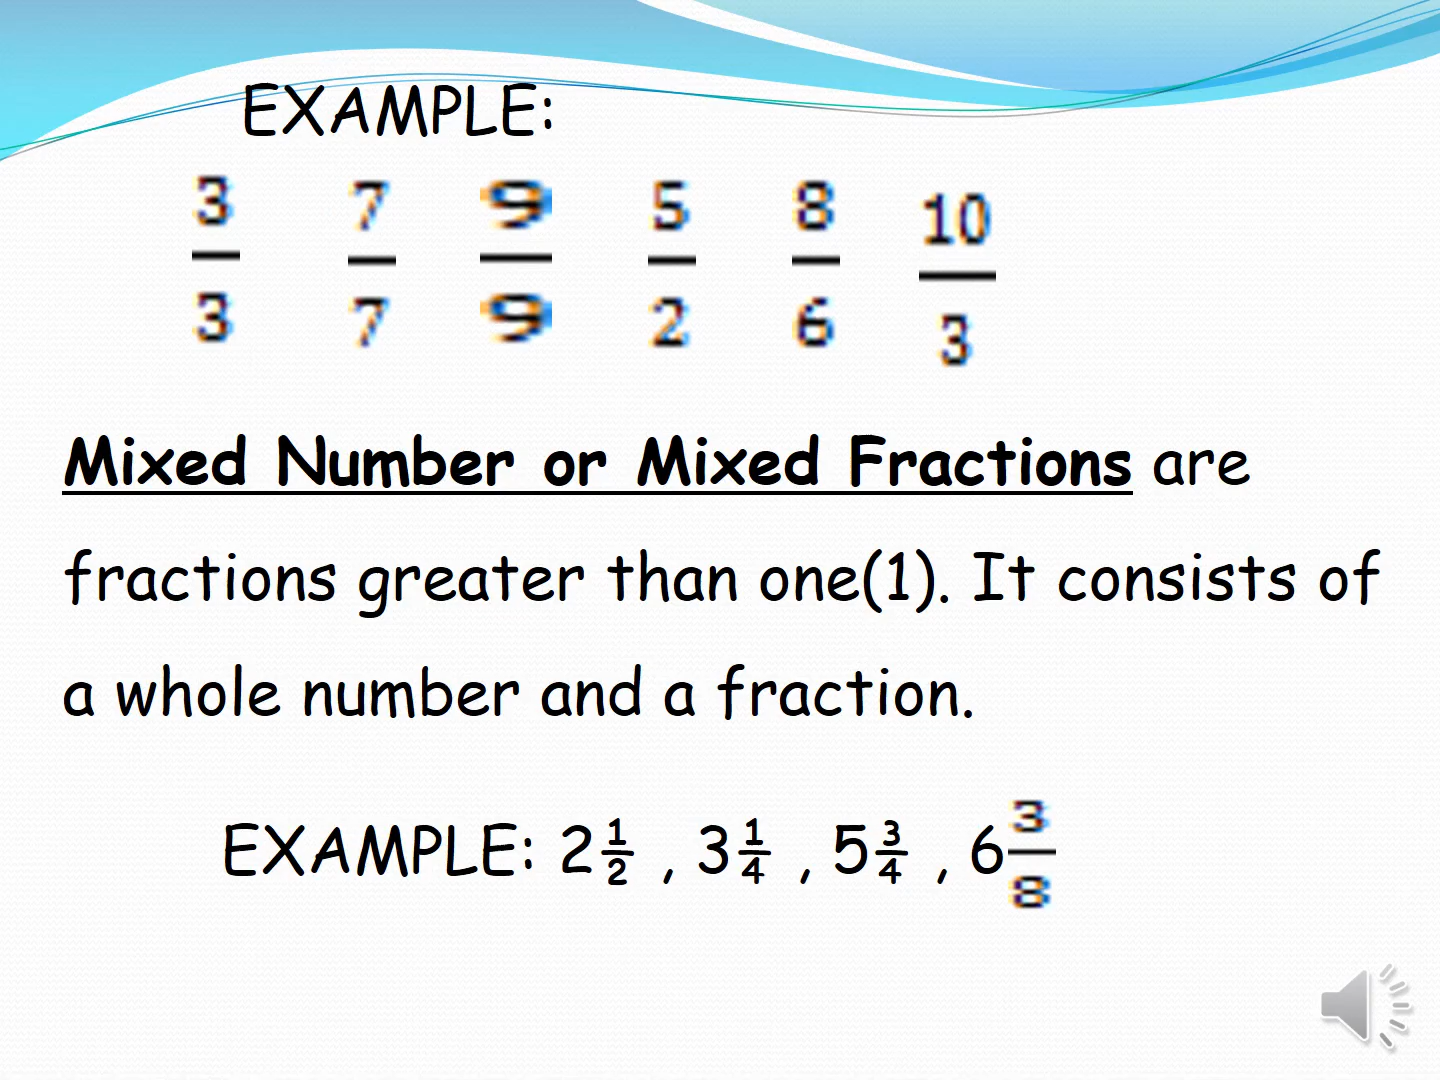 EXAMPLE:
3/3 7/7 9/9 5/2 8/6 10/3
Mixed Number or Mixed Fractions are
fractions greater than one(1). It consists of
a whole number and a fraction.
EXAMPLE: 2½ , 3¼ , 5¾ , 6 3/8